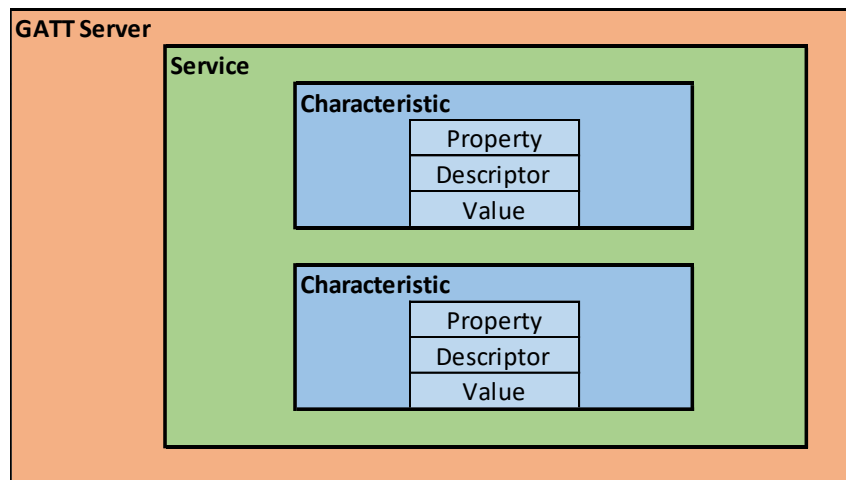 GATT Server
Service
Characteristic
Property
Descriptor
Value
Characteristic
Property
Descriptor
Value